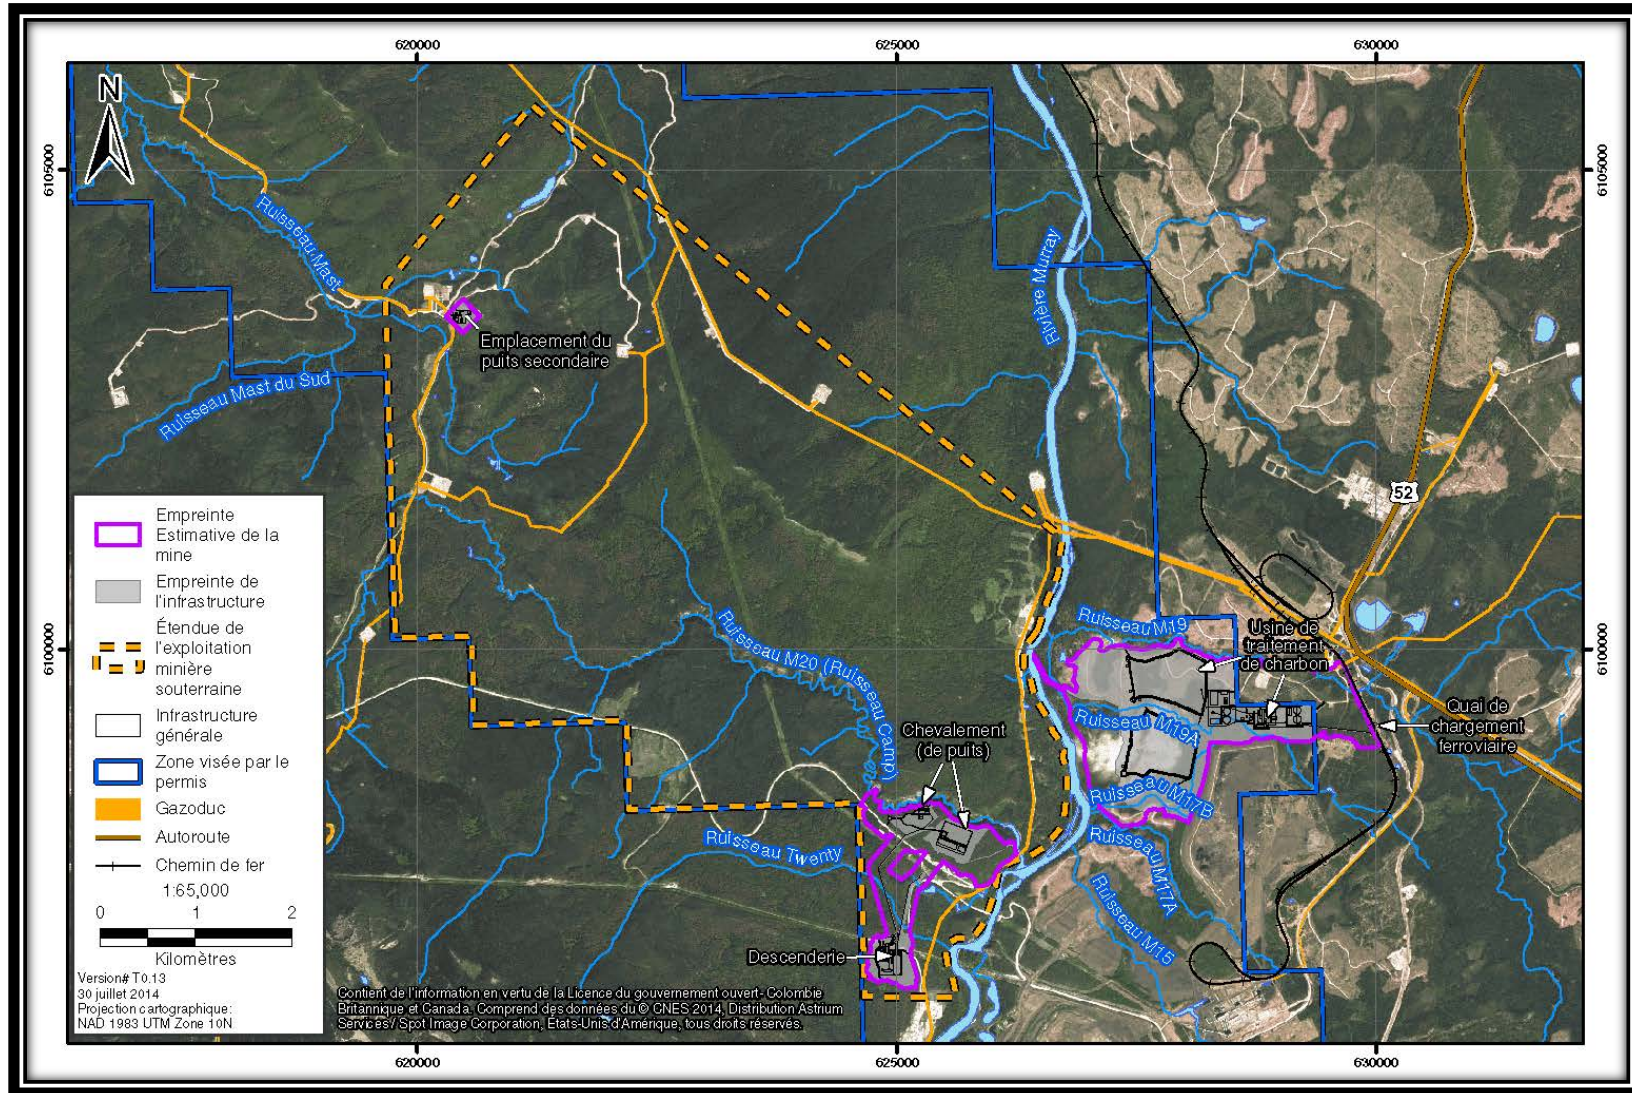 620000
625000
630000
N
6105000
6105000
Ruisseau Mast
Rivière Murray
Emplacement du
puits secondaire
Ruisseau Mast du Sud
52
Empreinte
Estimative de la
mine
Empreinte de
l'infrastructure
Étendue de
l'exploitation
minière
souterraine
Infrastructure
générale
Zone visée par le
permis
Gazoduc
Autoroute
Chemin de fer
1:65,000
0 1 2
Kilomètres
Version# T0.13
30 juillet 2014
Projection cartographique:
NAD 1983 UTM Zone 10N
6100000
6100000
Ruisseau M20 (Ruisseau Camp)
Ruisseau M19
Usine de
traitement
de charbon
Ruisseau M19A
Quai de
chargement
ferroviaire
Chevalement
(de puits)
Ruisseau M17B
Ruisseau Twenty
Ruisseau M17A
Ruisseau M15
Descenderie
Contient de l'information en vertu de la Licence du gouvernement ouvert- Colombie
Britannique et Canada. Comprend des données du © CNES 2014, Distribution Astrium
Services / Spot Image Corporation, États-Unis d'Amérique, tous droits réservés.
620000
625000
630000